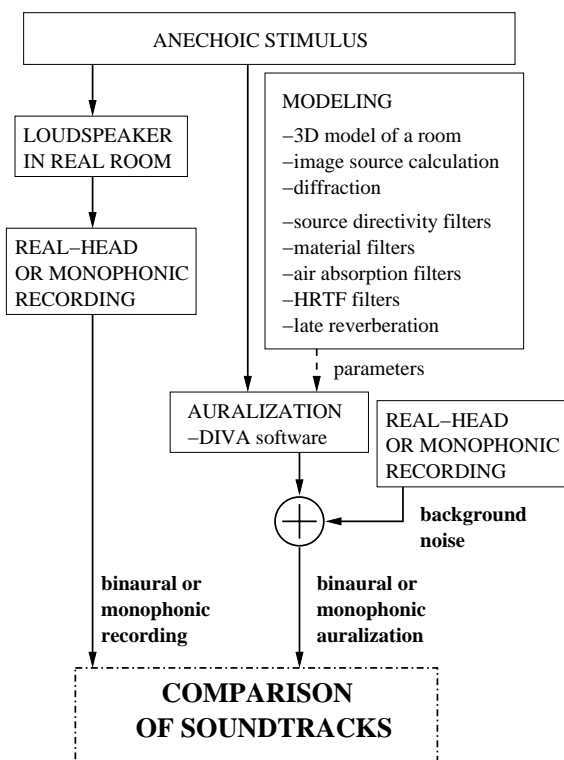 ANECHOIC STIMULUS
LOUDSPEAKER
IN REAL ROOM
REAL–HEAD
OR MONOPHONIC
RECORDING
MODELING
–3D model of a room
–image source calculation
–diffraction
–source directivity filters
–material filters
–air absorption filters
–HRTF filters
–late reverberation
parameters
AURALIZATION
–DIVA software
REAL–HEAD
OR MONOPHONIC
RECORDING
background
noise
binaural or
monophonic
recording
binaural or
monophonic
auralization
COMPARISON
OF SOUNDTRACKS